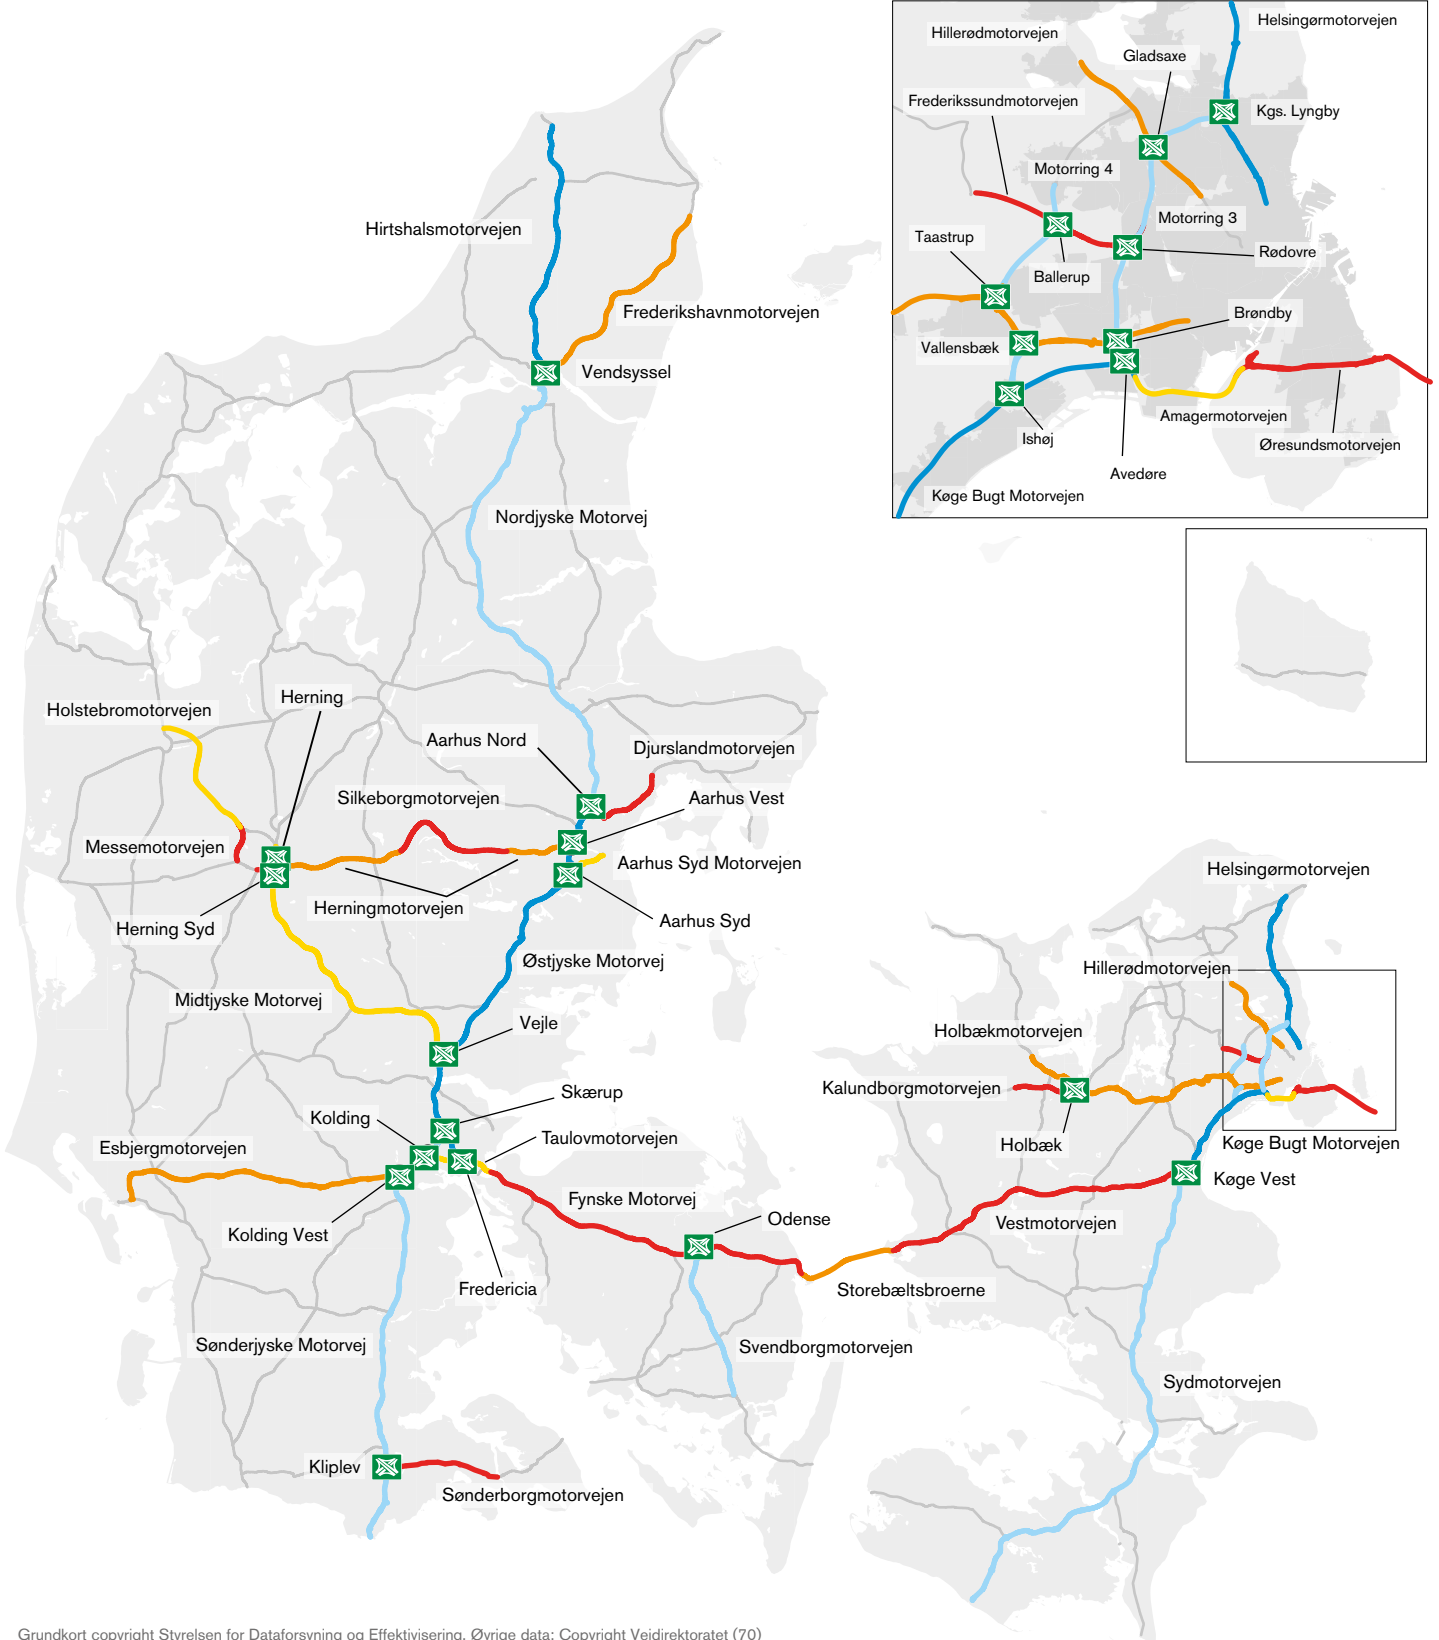 Hillerødmotorvejen
Helsingørmotorvejen
Gladsaxe
Frederikssundmotorvejen
Kgs. Lyngby
Motorring 4
Motorring 3
Taastrup
Rødovre
Ballerup
Brøndby
Vallensbæk
Amagermotorvejen
Ishøj
Øresundsmotorvejen
Avedøre
Køge Bugt Motorvejen
Hirtshalsmotorvejen
Frederikshavnmotorvejen
Vendsyssel
Nordjyske Motorvej
Herning
Holstebromotorvejen
Aarhus Nord
Djurslandmotorvejen
Silkeborgmotorvejen
Aarhus Vest
Messemotorvejen
Aarhus Syd Motorvejen
Herningmotorvejen
Herning Syd
Aarhus Syd
Østjyske Motorvej
Midtjyske Motorvej
Vejle
Skærup
Kolding
Taulovmotorvejen
Esbjergmotorvejen
Fynske Motorvej
Odense
Kolding Vest
Fredericia
Storebæltsbroerne
Sønderjyske Motorvej
Svendborgmotorvejen
Kliplev
Sønderborgmotorvejen
Helsingørmotorvejen
Hillerødmotorvejen
Holbækmotorvejen
Kalundborgmotorvejen
Holbæk
Køge Bugt Motorvejen
Køge Vest
Vestmotorvejen
Sydmotorvejen
Grundkort copyright Styrelsen for Dataforsyning og Effektivisering. Øvrige data: Copyright Vejdirektoratet (70)